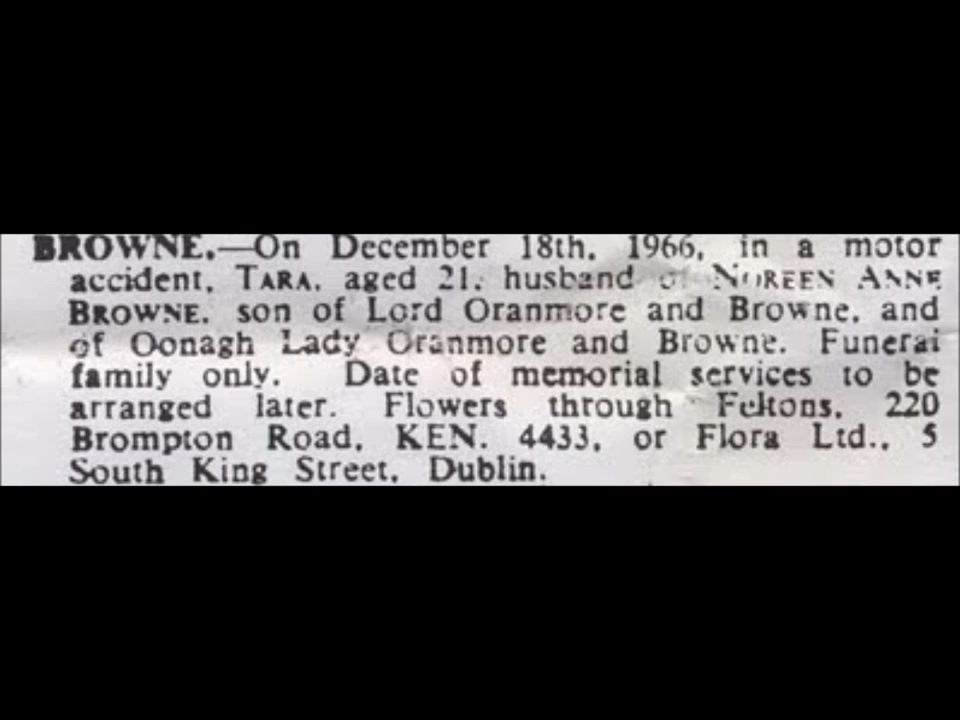 BROWNE.—On December 18th, 1966, in a motor
accident, TARA, aged 21, husband of NOREEN ANNE
BROWNE, son of Lord Oranmore and Browne, and
of Oonagh Lady Oranmore and Browne. Funeral
family only. Date of memorial services to be
arranged later. Flowers through Feltons, 220
Brompton Road, KEN. 4433, or Flora Ltd., 5
South King Street, Dublin.